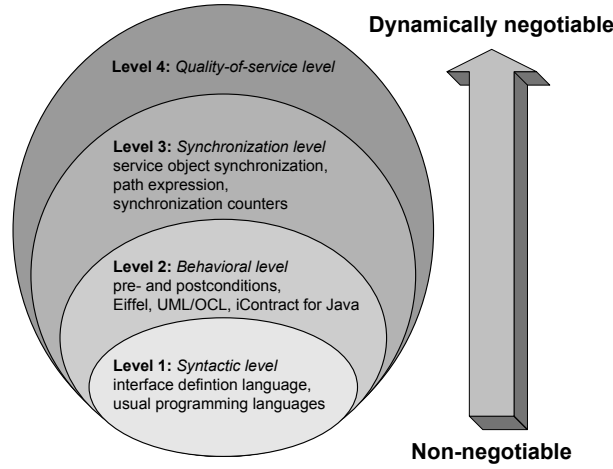 Dynamically negotiable
Level 4: Quality-of-service level
Level 3: Synchronization level
service object synchronization,
path expression,
synchronization counters
Level 2: Behavioral level
pre- and postconditions,
Eiffel, UML/OCL, iContract for Java
Level 1: Syntactic level
interface defintion language,
usual programming languages
Non-negotiable